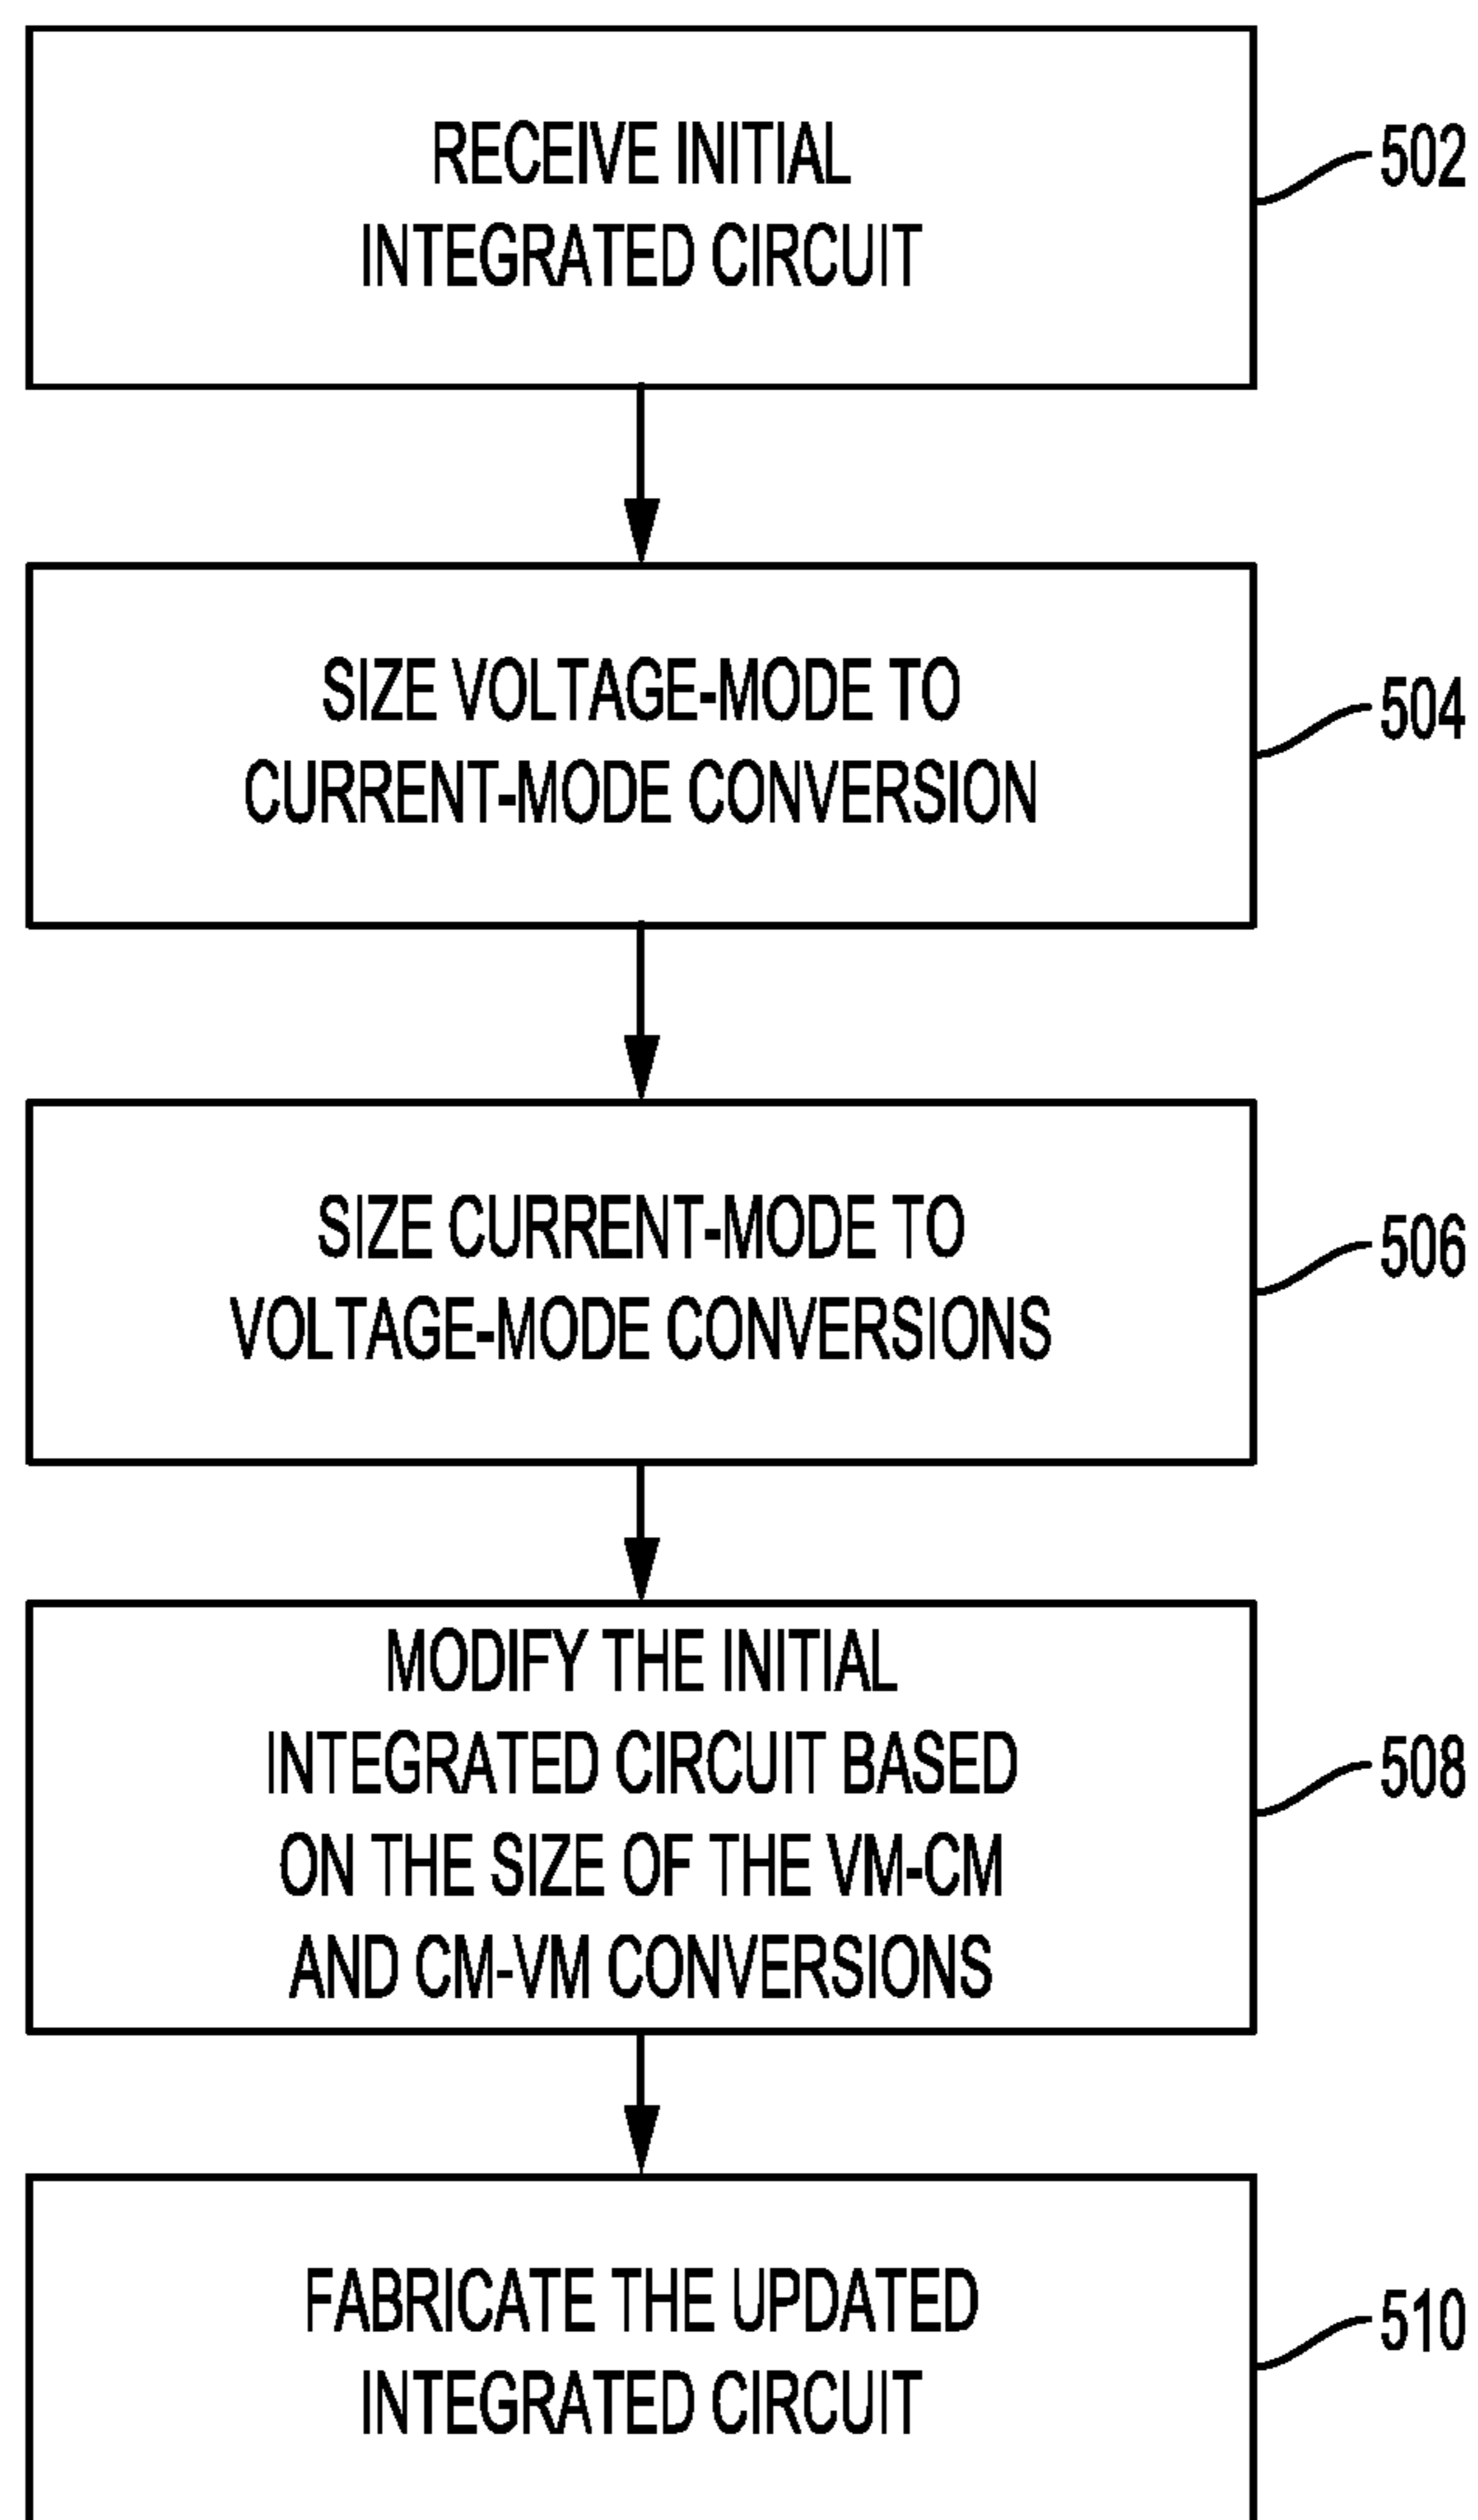 RECEIVE INITIAL
INTEGRATED CIRCUIT
502
SIZE VOLTAGE-MODE TO
CURRENT-MODE CONVERSION
504
SIZE CURRENT-MODE TO
VOLTAGE-MODE CONVERSIONS
506
MODIFY THE INITIAL
INTEGRATED CIRCUIT BASED
ON THE SIZE OF THE VM-CM
AND CM-VM CONVERSIONS
508
FABRICATE THE UPDATED
INTEGRATED CIRCUIT
510